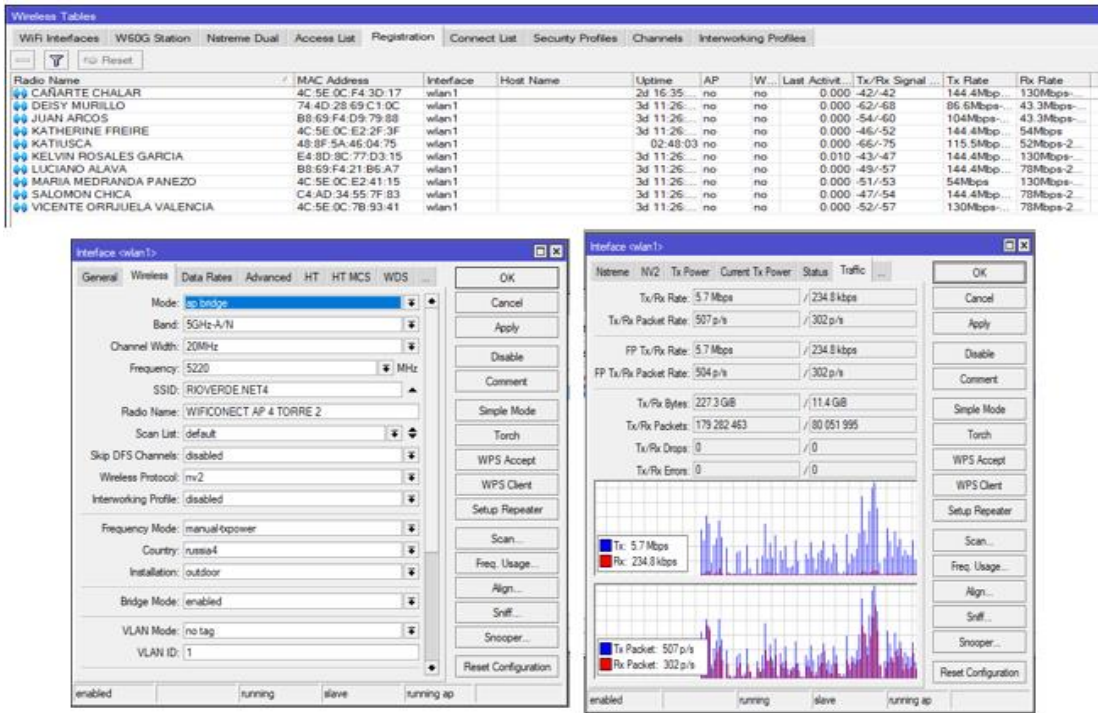 Wireless Tables
WiFi Interfaces W60G Station Nstreme Dual Access List Registration Connect List Security Profiles Channels Interworking Profiles
Reset
Radio Name MAC Address Interface Host Name Uptime AP W... Last Activit... Tx/Rx Signal ... Tx Rate Rx Rate
CAÑARTE CHALAR 4C:5E:0C:F4:3D:17 wlan1 2d 16:35:... no no 0.000 -42/-42 144.4Mbp... 130Mbps-...
DEISY MURILLO 74:4D:28:69:C1:0C wlan1 3d 11:26:... no no 0.000 -62/-68 86.6Mbps-... 43.3Mbps-...
JUAN ARCOS B8:69:F4:D9:79:88 wlan1 3d 11:26:... no no 0.000 -54/-60 104Mbps-... 43.3Mbps-...
KATHERINE FREIRE 4C:5E:0C:E2:2F:3F wlan1 3d 11:26:... no no 0.000 -46/-52 144.4Mbp... 54Mbps
KATIUSCA 48:8F:5A:46:04:75 wlan1 02:48:03 no no 0.000 -66/-75 115.5Mbp... 52Mbps-2...
KELVIN ROSALES GARCIA E4:8D:8C:77:D3:15 wlan1 3d 11:26:... no no 0.010 -43/-47 144.4Mbp... 130Mbps-...
LUCIANO ALAVA B8:69:F4:21:B6:A7 wlan1 3d 11:26:... no no 0.000 -49/-57 144.4Mbp... 78Mbps-2...
MARIA MEDRANDA PANEZO 4C:5E:0C:E2:41:15 wlan1 3d 11:26:... no no 0.000 -51/-53 54Mbps 130Mbps-...
SALOMON CHICA C4:AD:34:55:7F:83 wlan1 3d 11:26:... no no 0.000 -47/-54 144.4Mbp... 78Mbps-2...
VICENTE ORRJUELA VALENCIA 4C:5E:0C:7B:93:41 wlan1 3d 11:26:... no no 0.000 -52/-57 130Mbps-... 78Mbps-2...
Interface <wlan1>
General Wireless Data Rates Advanced HT HT MCS WDS ...
Mode: ap bridge
Band: 5GHz-A/N
Channel Width: 20MHz
Frequency: 5220 MHz
SSID: RIOVERDE.NET4
Radio Name: WIFICONECT AP 4 TORRE 2
Scan List: default
Skip DFS Channels: disabled
Wireless Protocol: nv2
Interworking Profile: disabled
Frequency Mode: manual-txpower
Country: russia4
Installation: outdoor
Bridge Mode: enabled
VLAN Mode: no tag
VLAN ID: 1
OK
Cancel
Apply
Disable
Comment
Simple Mode
Torch
WPS Accept
WPS Client
Setup Repeater
Scan...
Freq. Usage...
Align...
Sniff...
Snooper...
Reset Configuration
enabled running slave running ap
Interface <wlan1>
Nstreme NV2 Tx Power Current Tx Power Status Traffic ...
Tx/Rx Rate: 5.7 Mbps / 234.8 kbps
Tx/Rx Packet Rate: 507 p/s / 302 p/s
FP Tx/Rx Rate: 5.7 Mbps / 234.8 kbps
FP Tx/Rx Packet Rate: 504 p/s / 302 p/s
Tx/Rx Bytes: 227.3 GiB / 11.4 GiB
Tx/Rx Packets: 179 282 463 / 80 051 995
Tx/Rx Drops: 0 / 0
Tx/Rx Errors: 0 / 0
Tx: 5.7 Mbps
Rx: 234.8 kbps
Tx Packet: 507 p/s
Rx Packet: 302 p/s
OK
Cancel
Apply
Disable
Comment
Simple Mode
Torch
WPS Accept
WPS Client
Setup Repeater
Scan...
Freq. Usage...
Align...
Sniff...
Snooper...
Reset Configuration
enabled running slave running ap